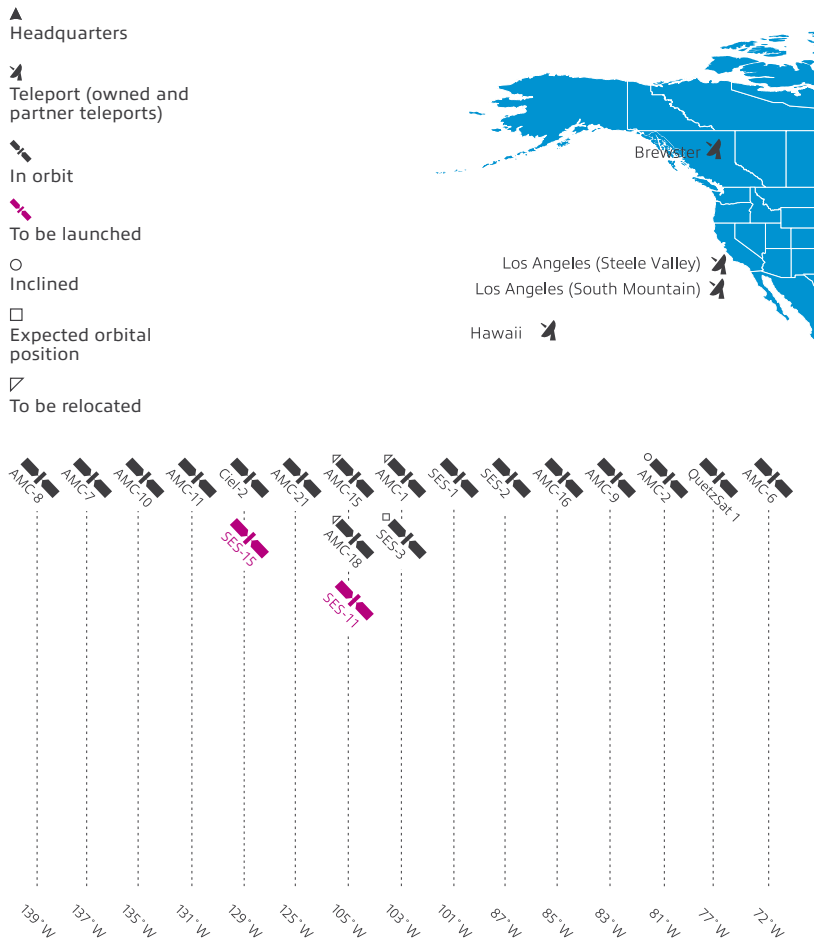 Headquarters
Teleport (owned and
partner teleports)
In orbit
To be launched
Inclined
Expected orbital
position
To be relocated
Brewster
Los Angeles (Steele Valley)
Los Angeles (South Mountain)
Hawaii
AMC-8
AMC-7
AMC-10
AMC-11
Ciel-2
AMC-21
AMC-15
AMC-1
SES-1
SES-2
AMC-16
AMC-9
AMC-2
QuetzSat 1
AMC-6
SES-15
AMC-18
SES-3
SES-11
139°W
137°W
135°W
131°W
129°W
125°W
105°W
103°W
101°W
87°W
85°W
83°W
81°W
77°W
72°W